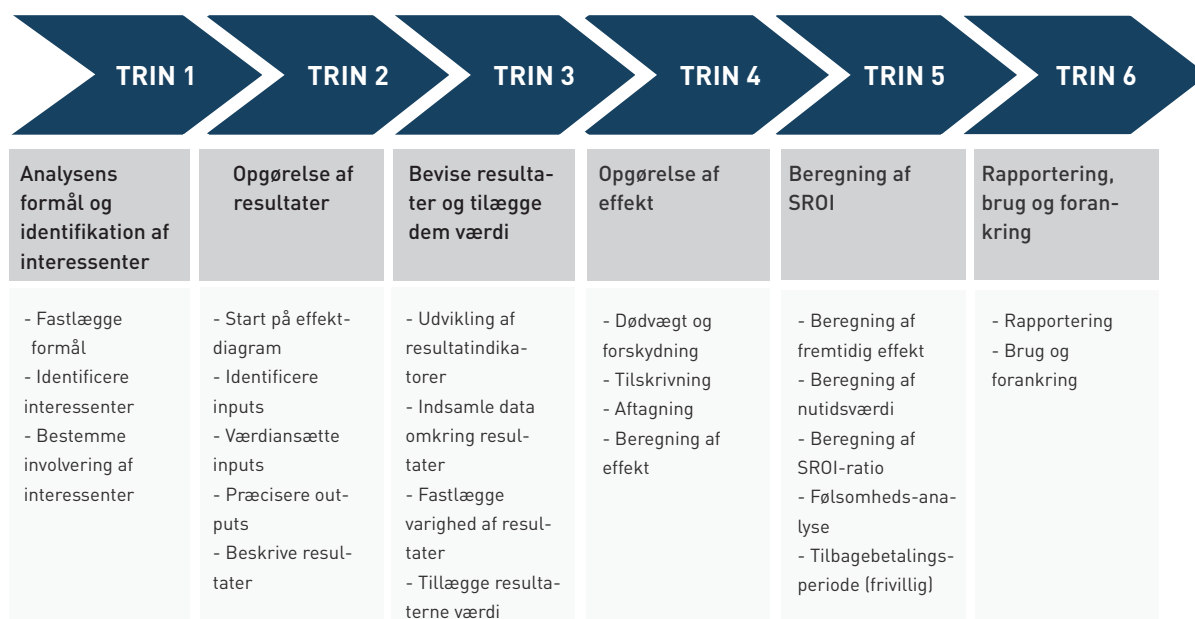 TRIN 1
TRIN 2
TRIN 3
TRIN 4
TRIN 5
TRIN 6
Analysens
formål og
identifikation af
interessenter
Opgørelse af
resultater
Bevise resulta-
ter og tilægge
dem værdi
Opgørelse af
effekt
Beregning af
SROI
Rapportering,
brug og foran-
kring
- Fastlægge
formål
- Identificere
interessenter
- Bestemme
involvering af
interessenter
- Start på effekt-
diagram
- Identificere
inputs
- Værdiansætte
inputs
- Præcisere out-
puts
- Beskrive resul-
tater
- Udvikling af
resultatindika-
torer
- Indsamle data
omkring resul-
tater
- Fastlægge
varighed af resul-
tater
- Tillægge resulta-
terne værdi
- Dødvægt og
forskydning
- Tilskrivning
- Aftagning
- Beregning af
effekt
- Beregning af
fremtidig effekt
- Beregning af
nutidsværdi
- Beregning af
SROI-ratio
- Følsomheds-ana-
lyse
- Tilbagebetalings-
periode (frivillig)
- Rapportering
- Brug og
forankring